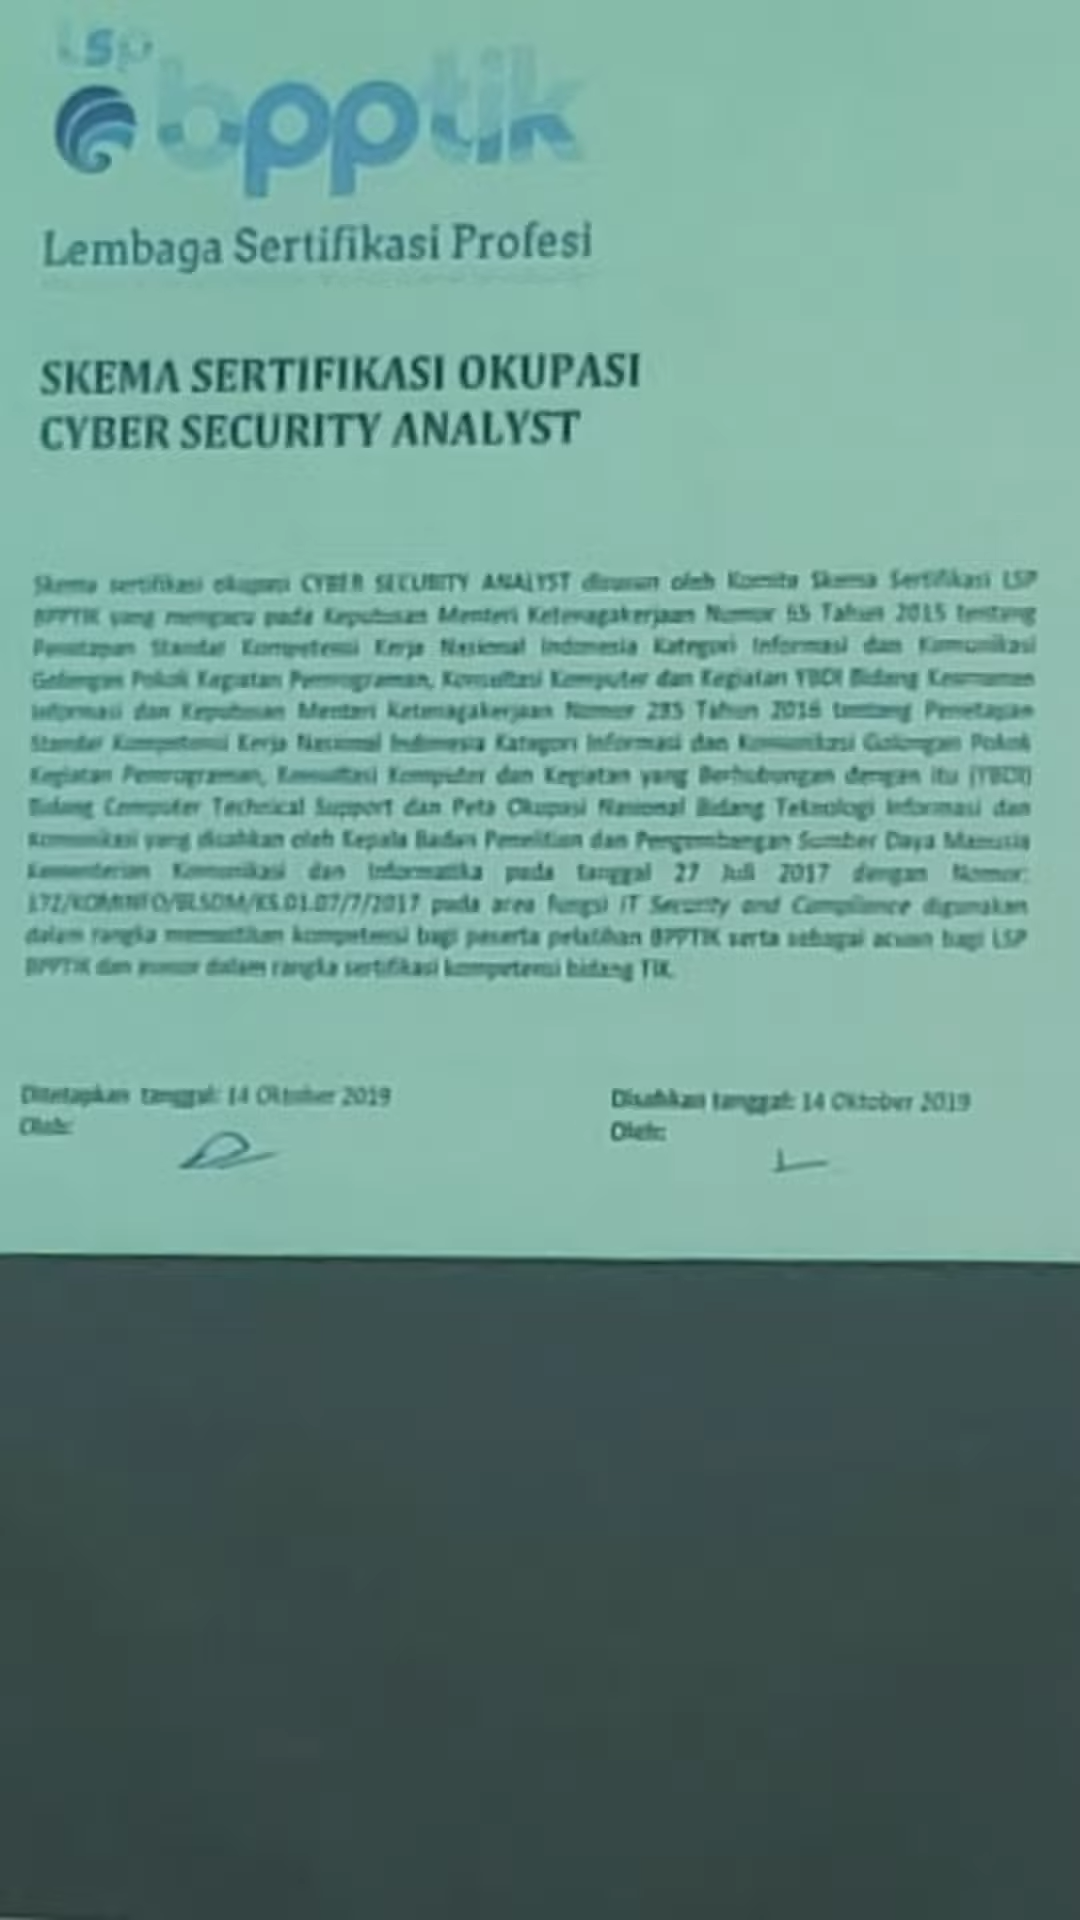 LSP
bpptik
Lembaga Sertifikasi Profesi
SKEMA SERTIFIKASI OKUPASI
CYBER SECURITY ANALYST
Skema sertifikasi okupasi CYBER SECURITY ANALYST disusun oleh Komite Skema Sertifikasi LSP
BPPTIK yang mengacu pada Keputusan Menteri Ketenagakerjaan Nomor 55 Tahun 2015 tentang
Penetapan Standar Kompetensi Kerja Nasional Indonesia Kategori Informasi dan Komunikasi
Golongan Pokok Kegiatan Pemrograman, Konsultasi Komputer dan Kegiatan YBDI Bidang Keamanan
Informasi dan Keputusan Menteri Ketenagakerjaan Nomor 285 Tahun 2016 tentang Penetapan
Standar Kompetensi Kerja Nasional Indonesia Kategori Informasi dan Komunikasi Golongan Pokok
Kegiatan Pemrograman, Konsultasi Komputer dan Kegiatan yang Berhubungan dengan itu (YBDI)
Bidang Computer Technical Support dan Peta Okupasi Nasional Bidang Teknologi Informasi dan
Komunikasi yang disahkan oleh Kepala Badan Penelitian dan Pengembangan Sumber Daya Manusia
Kementerian Komunikasi dan Informatika pada tanggal 27 Juli 2017 dengan Nomor:
172/KOMINFO/BLSDM/KS.01.07/7/2017 pada area fungsi IT Security and Compliance digunakan
dalam rangka memastikan kompetensi bagi peserta pelatihan BPPTIK serta sebagai acuan bagi LSP
BPPTIK dan asesor dalam rangka sertifikasi kompetensi bidang TIK.
Ditetapkan tanggal: 14 Oktober 2019
Oleh:
Disahkan tanggal: 14 Oktober 2019
Oleh: